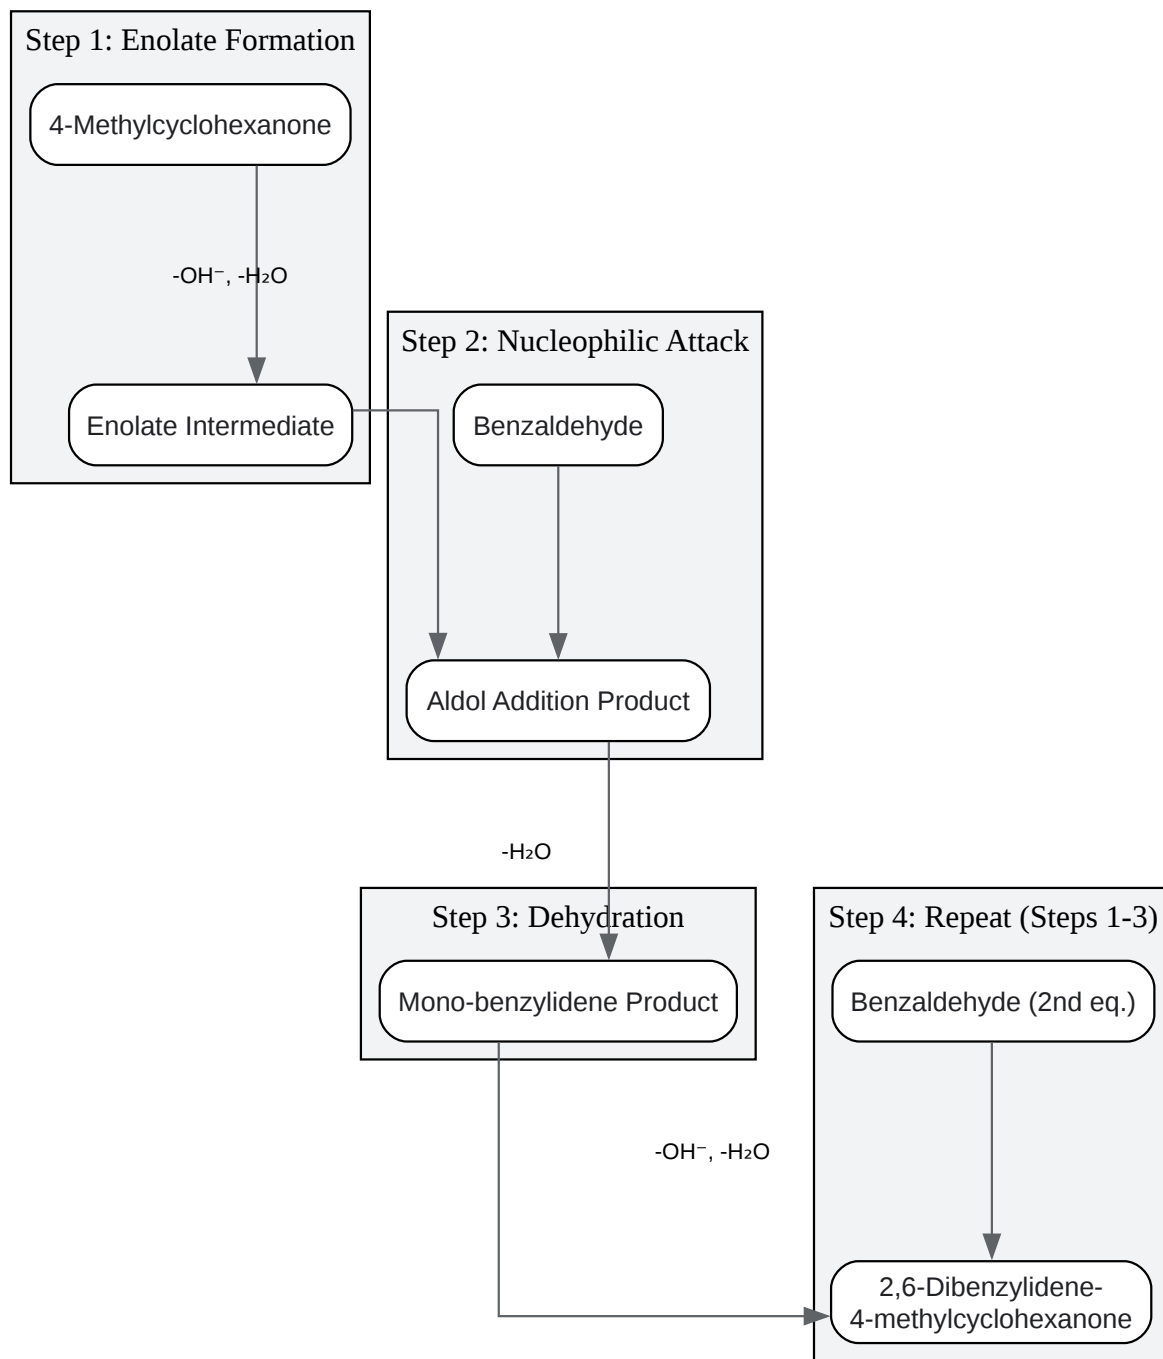 Step 1: Enolate Formation
4-Methylcyclohexanone
-OH⁻, -H₂O
Enolate Intermediate
Step 2: Nucleophilic Attack
Benzaldehyde
Aldol Addition Product
-H₂O
Step 3: Dehydration
Mono-benzylidene Product
Step 4: Repeat (Steps 1-3)
Benzaldehyde (2nd eq.)
-OH⁻, -H₂O
2,6-Dibenzylidene-
4-methylcyclohexanone